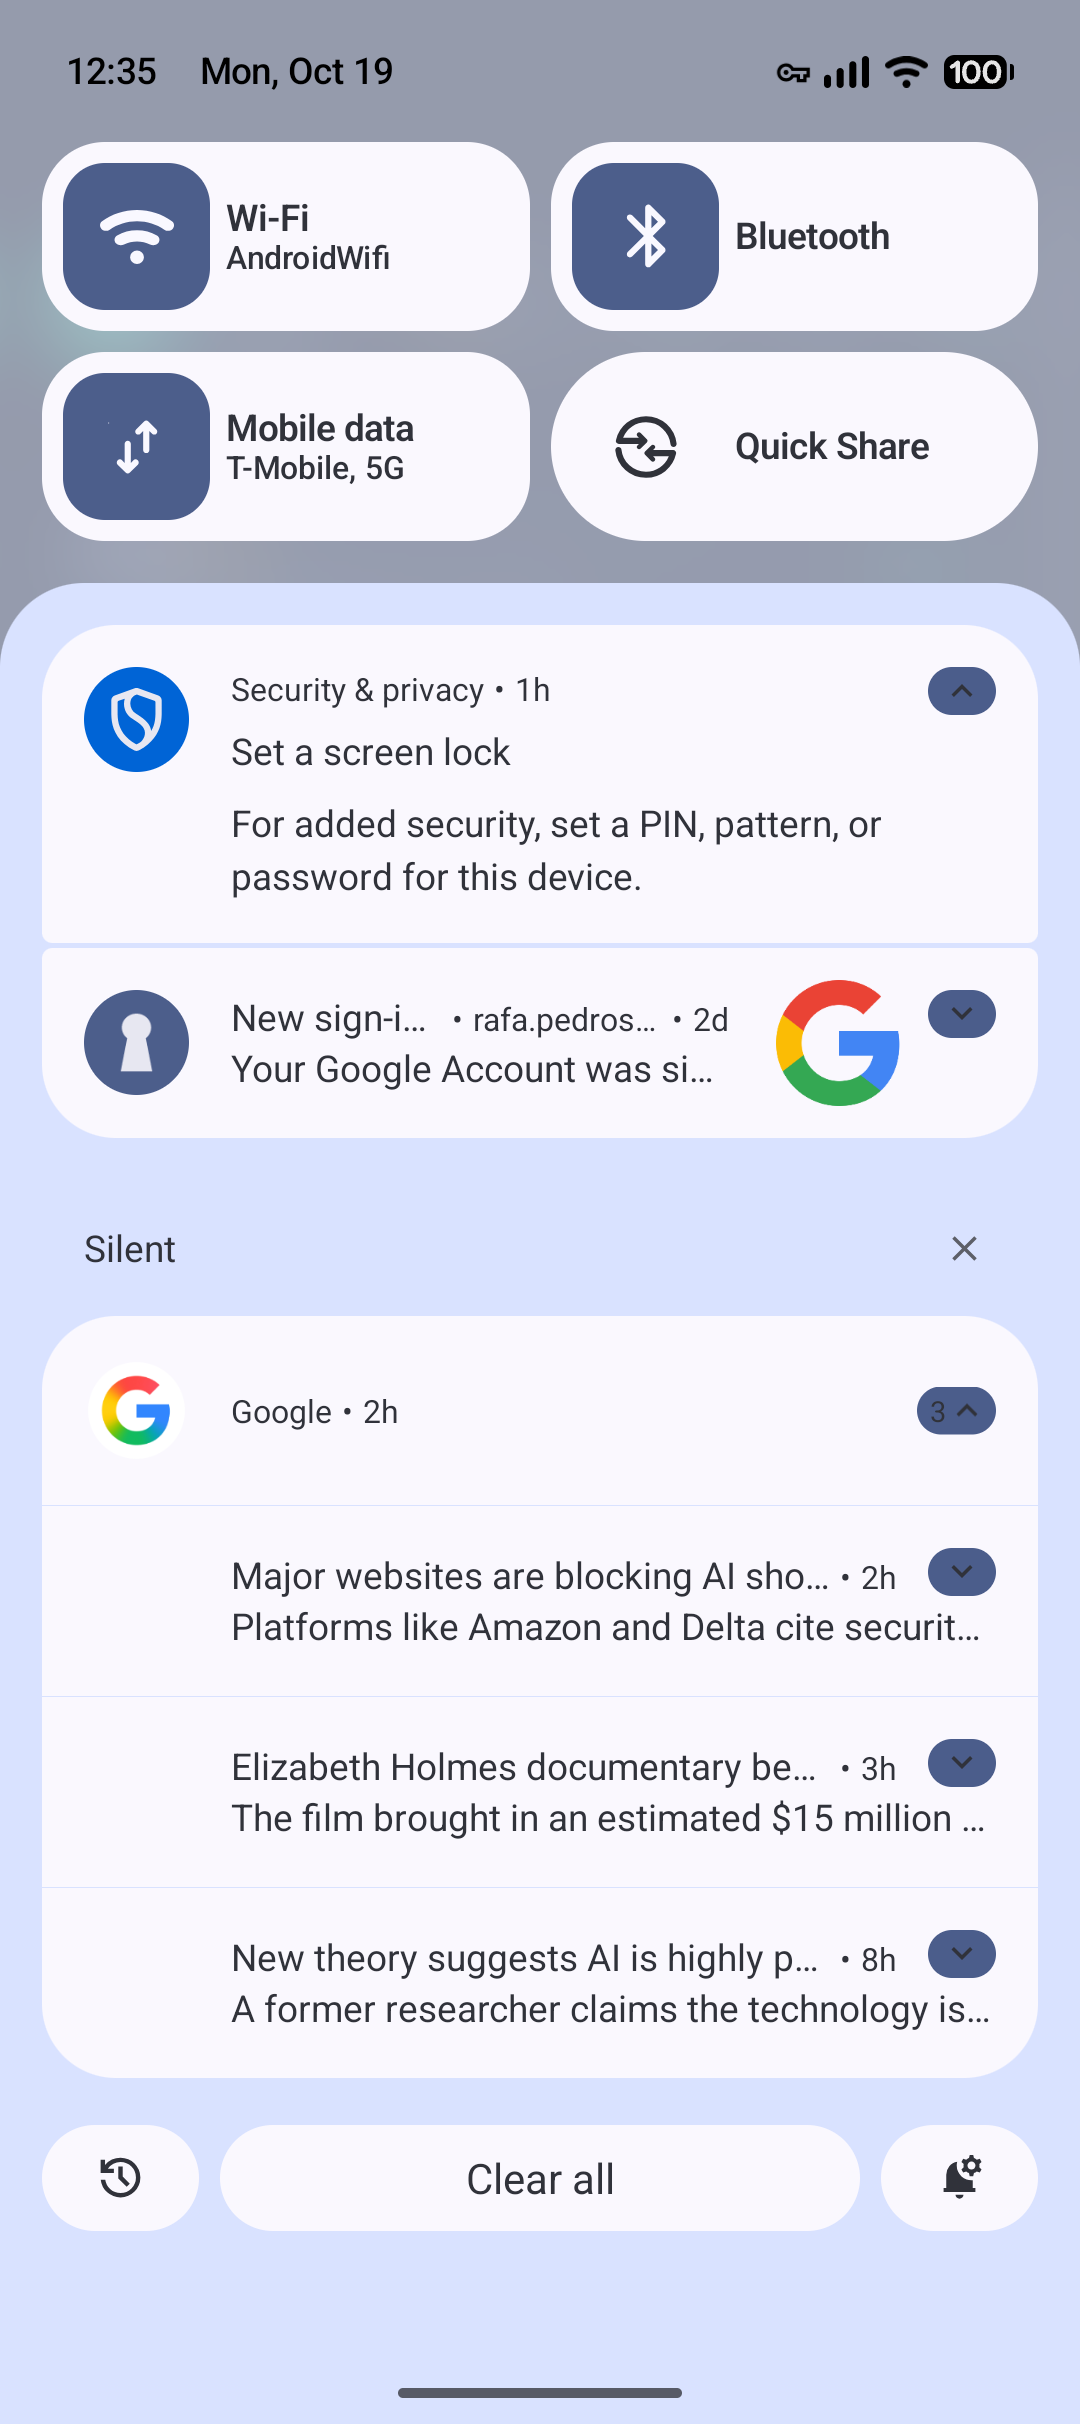 12:35 Mon, Oct 19 100
Wi-Fi
AndroidWifi
Bluetooth
Mobile data
T-Mobile, 5G
Quick Share
Security & privacy • 1h
Set a screen lock
For added security, set a PIN, pattern, or
password for this device.
New sign-i... • rafa.pedros... • 2d
Your Google Account was si...
Silent
Google • 2h
3
Major websites are blocking AI sho... • 2h
Platforms like Amazon and Delta cite securit...
Elizabeth Holmes documentary be... • 3h
The film brought in an estimated $15 million ...
New theory suggests AI is highly p... • 8h
A former researcher claims the technology is...
Clear all